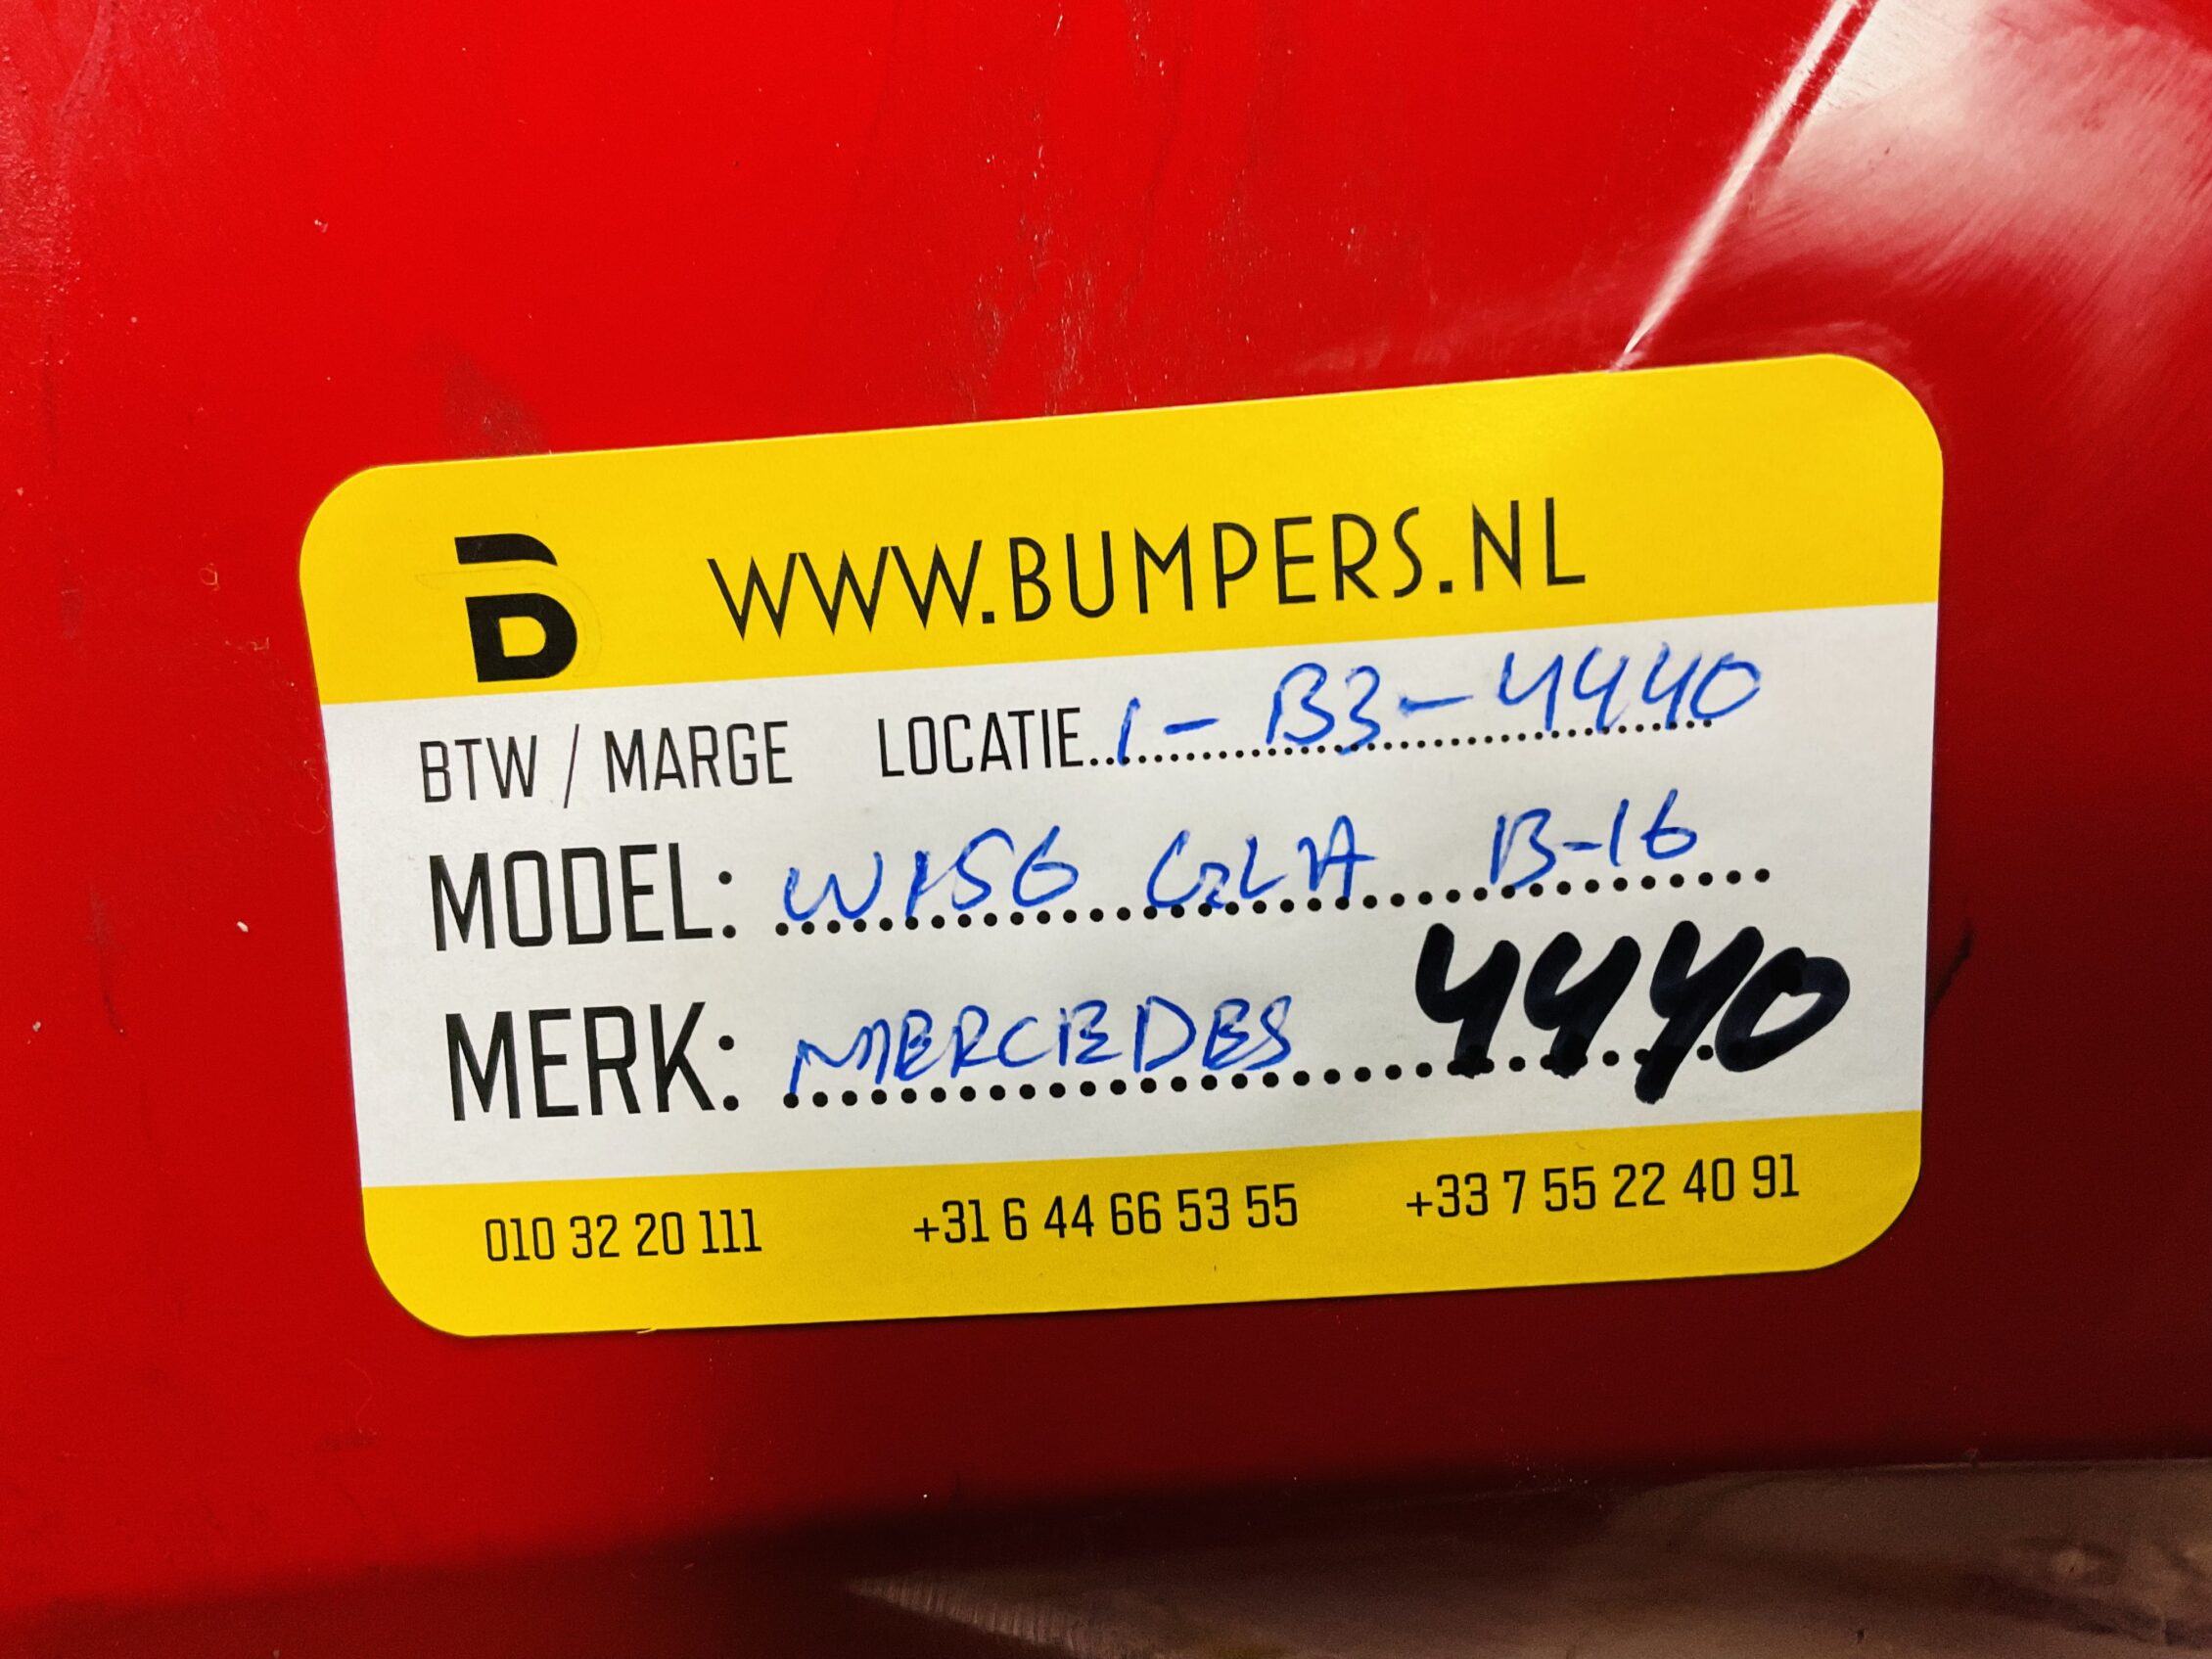 B WWW.BUMPERS.NL
BTW / MARGE LOCATIE..1 - B3 - 4440
MODEL: W156 GLA B-16
MERK: MERCEDES 4440
010 32 20 111 +31 6 44 66 53 55 +33 7 55 22 40 91